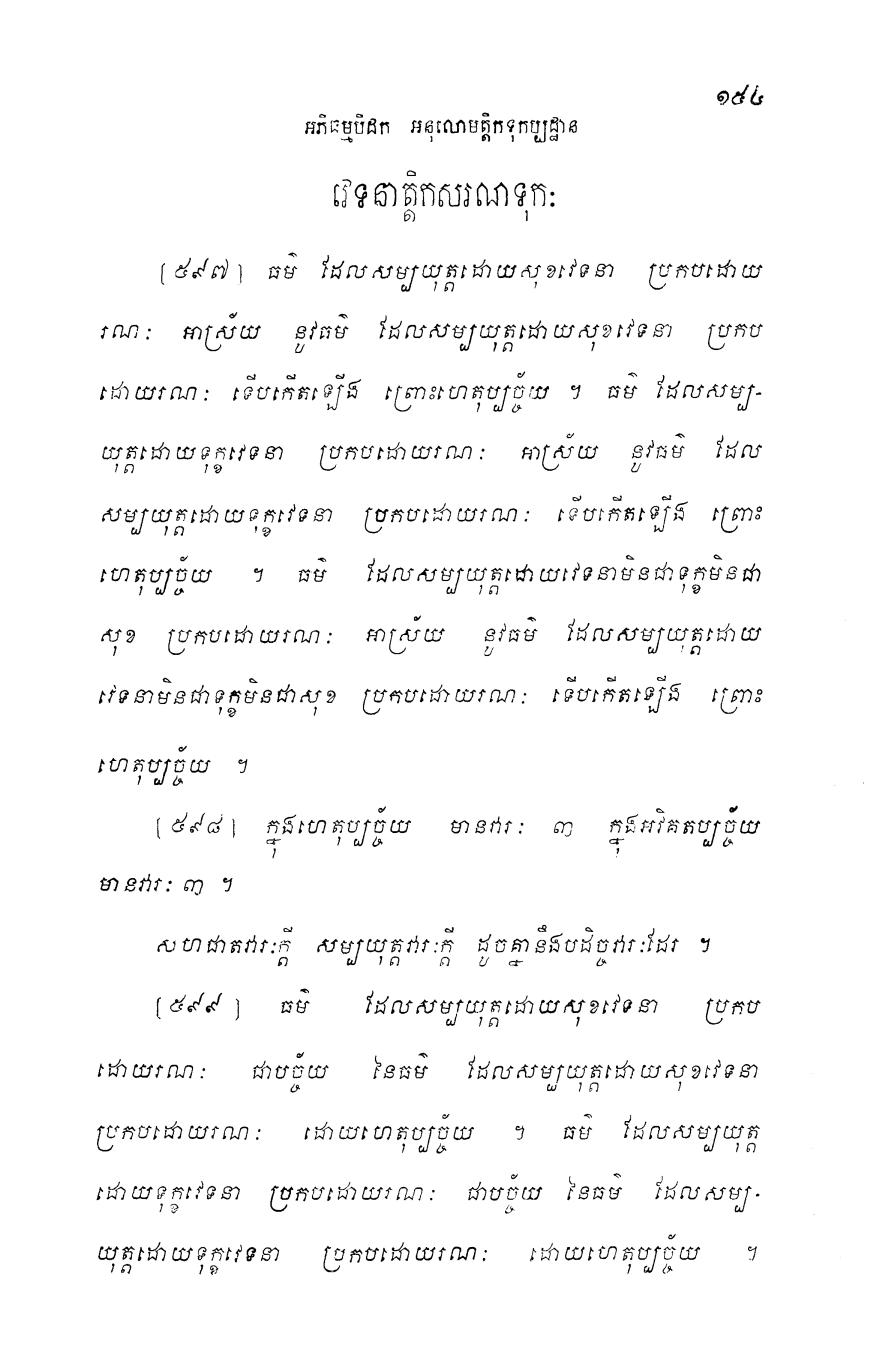 ១៩៤
អភិធម្មបិដក អនុលោមត្តិកទុកប្បដ្ឋាន
វេទនាត្តិកសរណទុកៈ
[៥៩៧] ធម៌ ដែលសម្បយុត្តដោយសុខវេទនា ប្រកបដោយ
រណៈ អាស្រ័យ នូវធម៌ ដែលសម្បយុត្តដោយសុខវេទនា ប្រកប
ដោយរណៈ ទើបកើតឡើង ព្រោះហេតុប្បច្ច័យ ។ ធម៌ ដែលសម្ប-
យុត្តដោយទុក្ខវេទនា ប្រកបដោយរណៈ អាស្រ័យ នូវធម៌ ដែល
សម្បយុត្តដោយទុក្ខវេទនា ប្រកបដោយរណៈ ទើបកើតឡើង ព្រោះ
ហេតុប្បច្ច័យ ។ ធម៌ ដែលសម្បយុត្តដោយវេទនាមិនជាទុក្ខមិនជា
សុខ ប្រកបដោយរណៈ អាស្រ័យ នូវធម៌ ដែលសម្បយុត្តដោយ
វេទនាមិនជាទុក្ខមិនជាសុខ ប្រកបដោយរណៈ ទើបកើតឡើង ព្រោះ
ហេតុប្បច្ច័យ ។
[៥៩៨] ក្នុងហេតុប្បច្ច័យ មានវារៈ ៣ ក្នុងអវិគតប្បច្ច័យ
មានវារៈ ៣ ។
សហជាតវារៈក្តី សម្បយុត្តវារៈក្តី ដូចគ្នានឹងបដិច្ចវារៈដែរ ។
[៥៩៩] ធម៌ ដែលសម្បយុត្តដោយសុខវេទនា ប្រកប
ដោយរណៈ ជាបច្ច័យ នៃធម៌ ដែលសម្បយុត្តដោយសុខវេទនា
ប្រកបដោយរណៈ ដោយហេតុប្បច្ច័យ ។ ធម៌ ដែលសម្បយុត្ត
ដោយទុក្ខវេទនា ប្រកបដោយរណៈ ជាបច្ច័យ នៃធម៌ ដែលសម្ប-
យុត្តដោយទុក្ខវេទនា ប្រកបដោយរណៈ ដោយហេតុប្បច្ច័យ ។